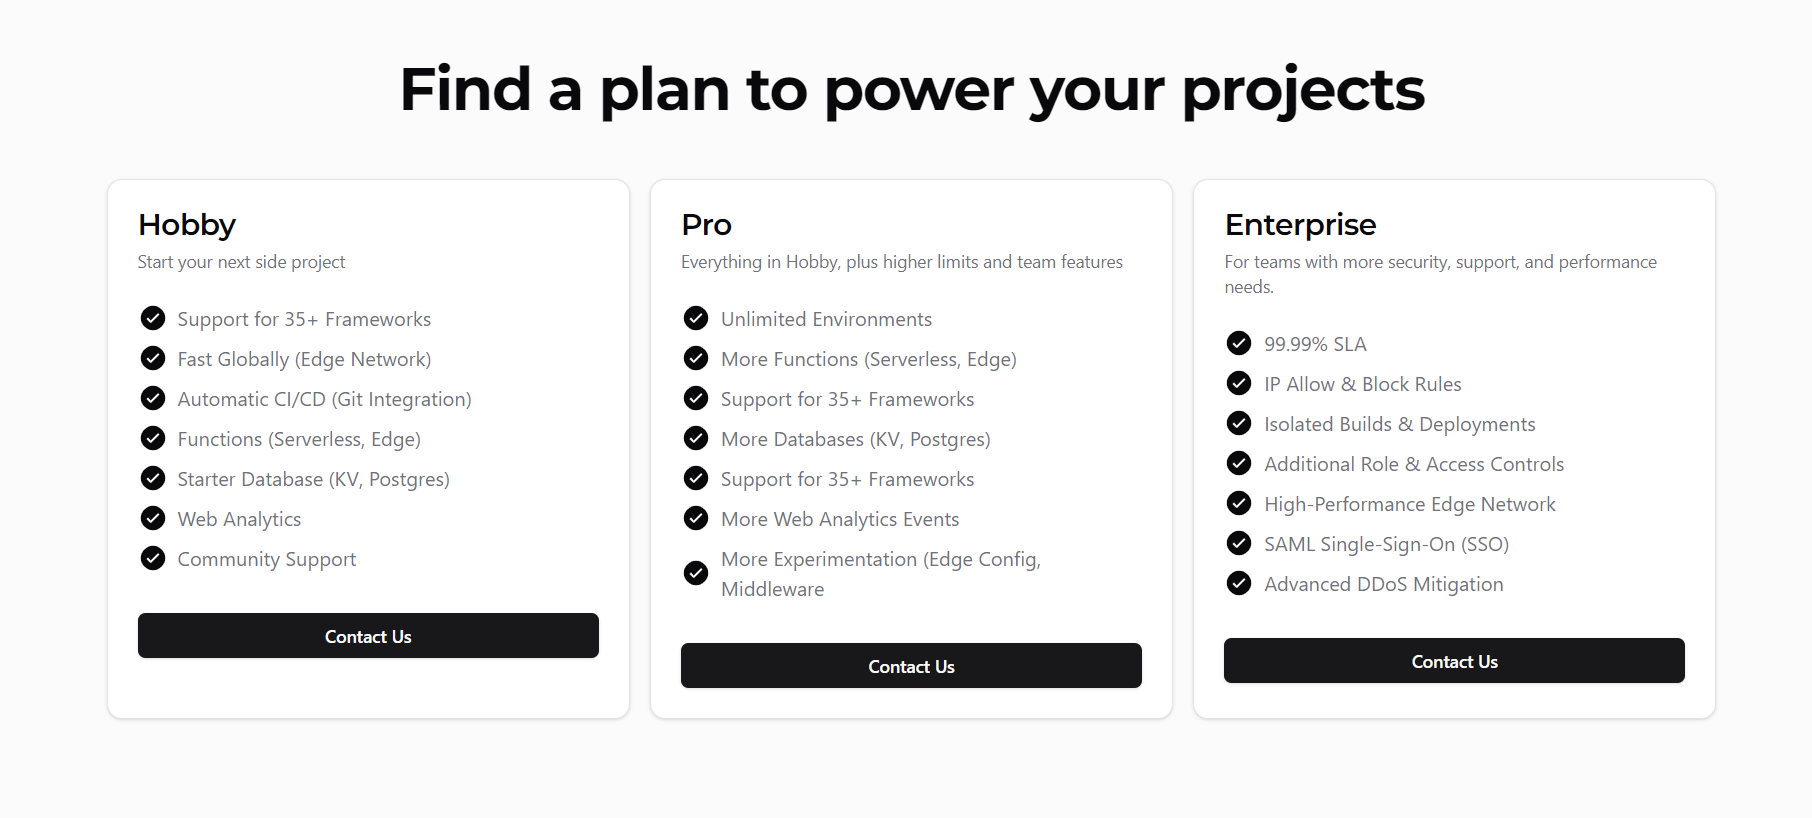 Find a plan to power your projects
Hobby
Start your next side project
Support for 35+ Frameworks
Fast Globally (Edge Network)
Automatic CI/CD (Git Integration)
Functions (Serverless, Edge)
Starter Database (KV, Postgres)
Web Analytics
Community Support
Contact Us
Pro
Everything in Hobby, plus higher limits and team features
Unlimited Environments
More Functions (Serverless, Edge)
Support for 35+ Frameworks
More Databases (KV, Postgres)
Support for 35+ Frameworks
More Web Analytics Events
More Experimentation (Edge Config,
Middleware
Contact Us
Enterprise
For teams with more security, support, and performance
needs.
99.99% SLA
IP Allow & Block Rules
Isolated Builds & Deployments
Additional Role & Access Controls
High-Performance Edge Network
SAML Single-Sign-On (SSO)
Advanced DDoS Mitigation
Contact Us